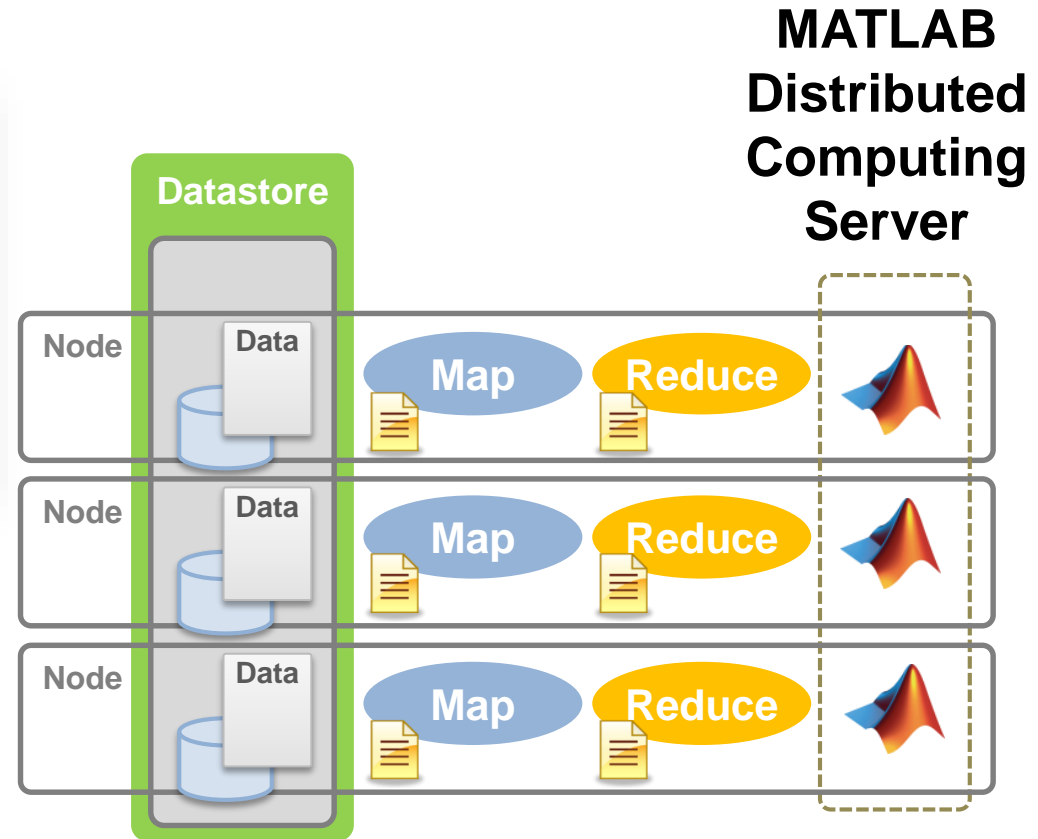 MATLAB
Distributed
Computing
Server
Datastore
Node
Data
Map
Reduce
Node
Data
Map
Reduce
Node
Data
Map
Reduce